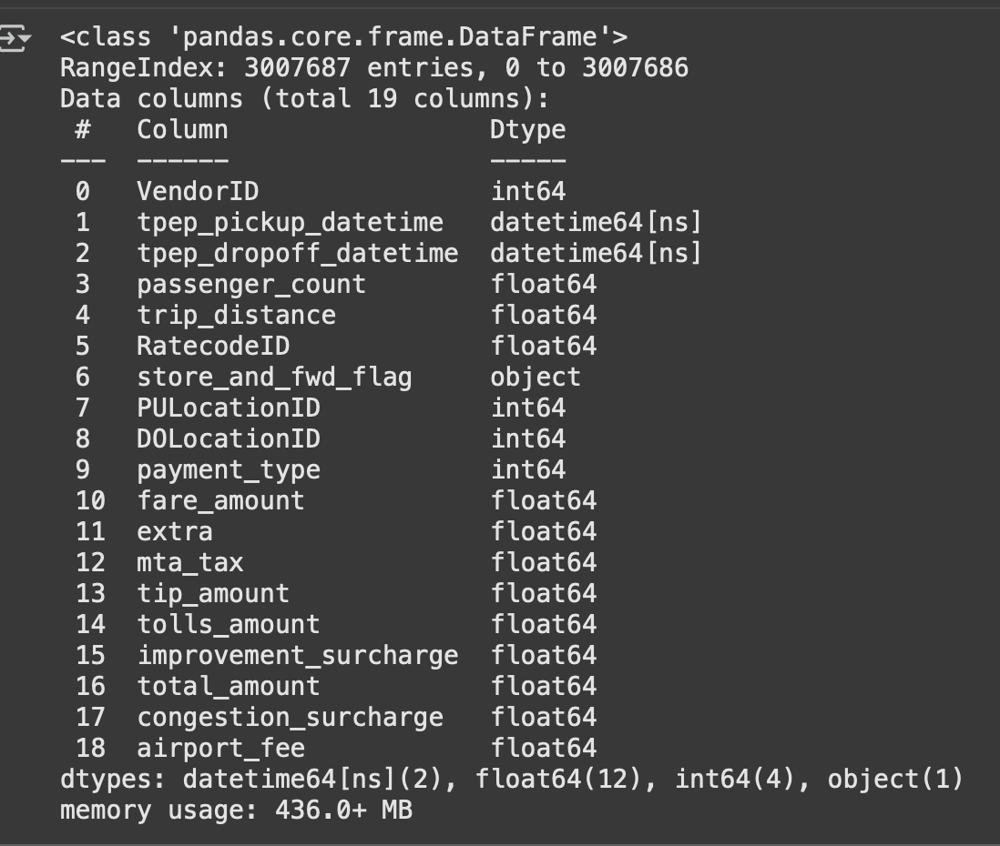 <class 'pandas.core.frame.DataFrame'>
RangeIndex: 3007687 entries, 0 to 3007686
Data columns (total 19 columns):
 #   Column                 Dtype
---  ------                 -----
 0   VendorID               int64
 1   tpep_pickup_datetime   datetime64[ns]
 2   tpep_dropoff_datetime  datetime64[ns]
 3   passenger_count        float64
 4   trip_distance          float64
 5   RatecodeID             float64
 6   store_and_fwd_flag     object
 7   PULocationID           int64
 8   DOLocationID           int64
 9   payment_type           int64
 10  fare_amount            float64
 11  extra                  float64
 12  mta_tax                float64
 13  tip_amount             float64
 14  tolls_amount           float64
 15  improvement_surcharge  float64
 16  total_amount           float64
 17  congestion_surcharge   float64
 18  airport_fee            float64
dtypes: datetime64[ns](2), float64(12), int64(4), object(1)
memory usage: 436.0+ MB